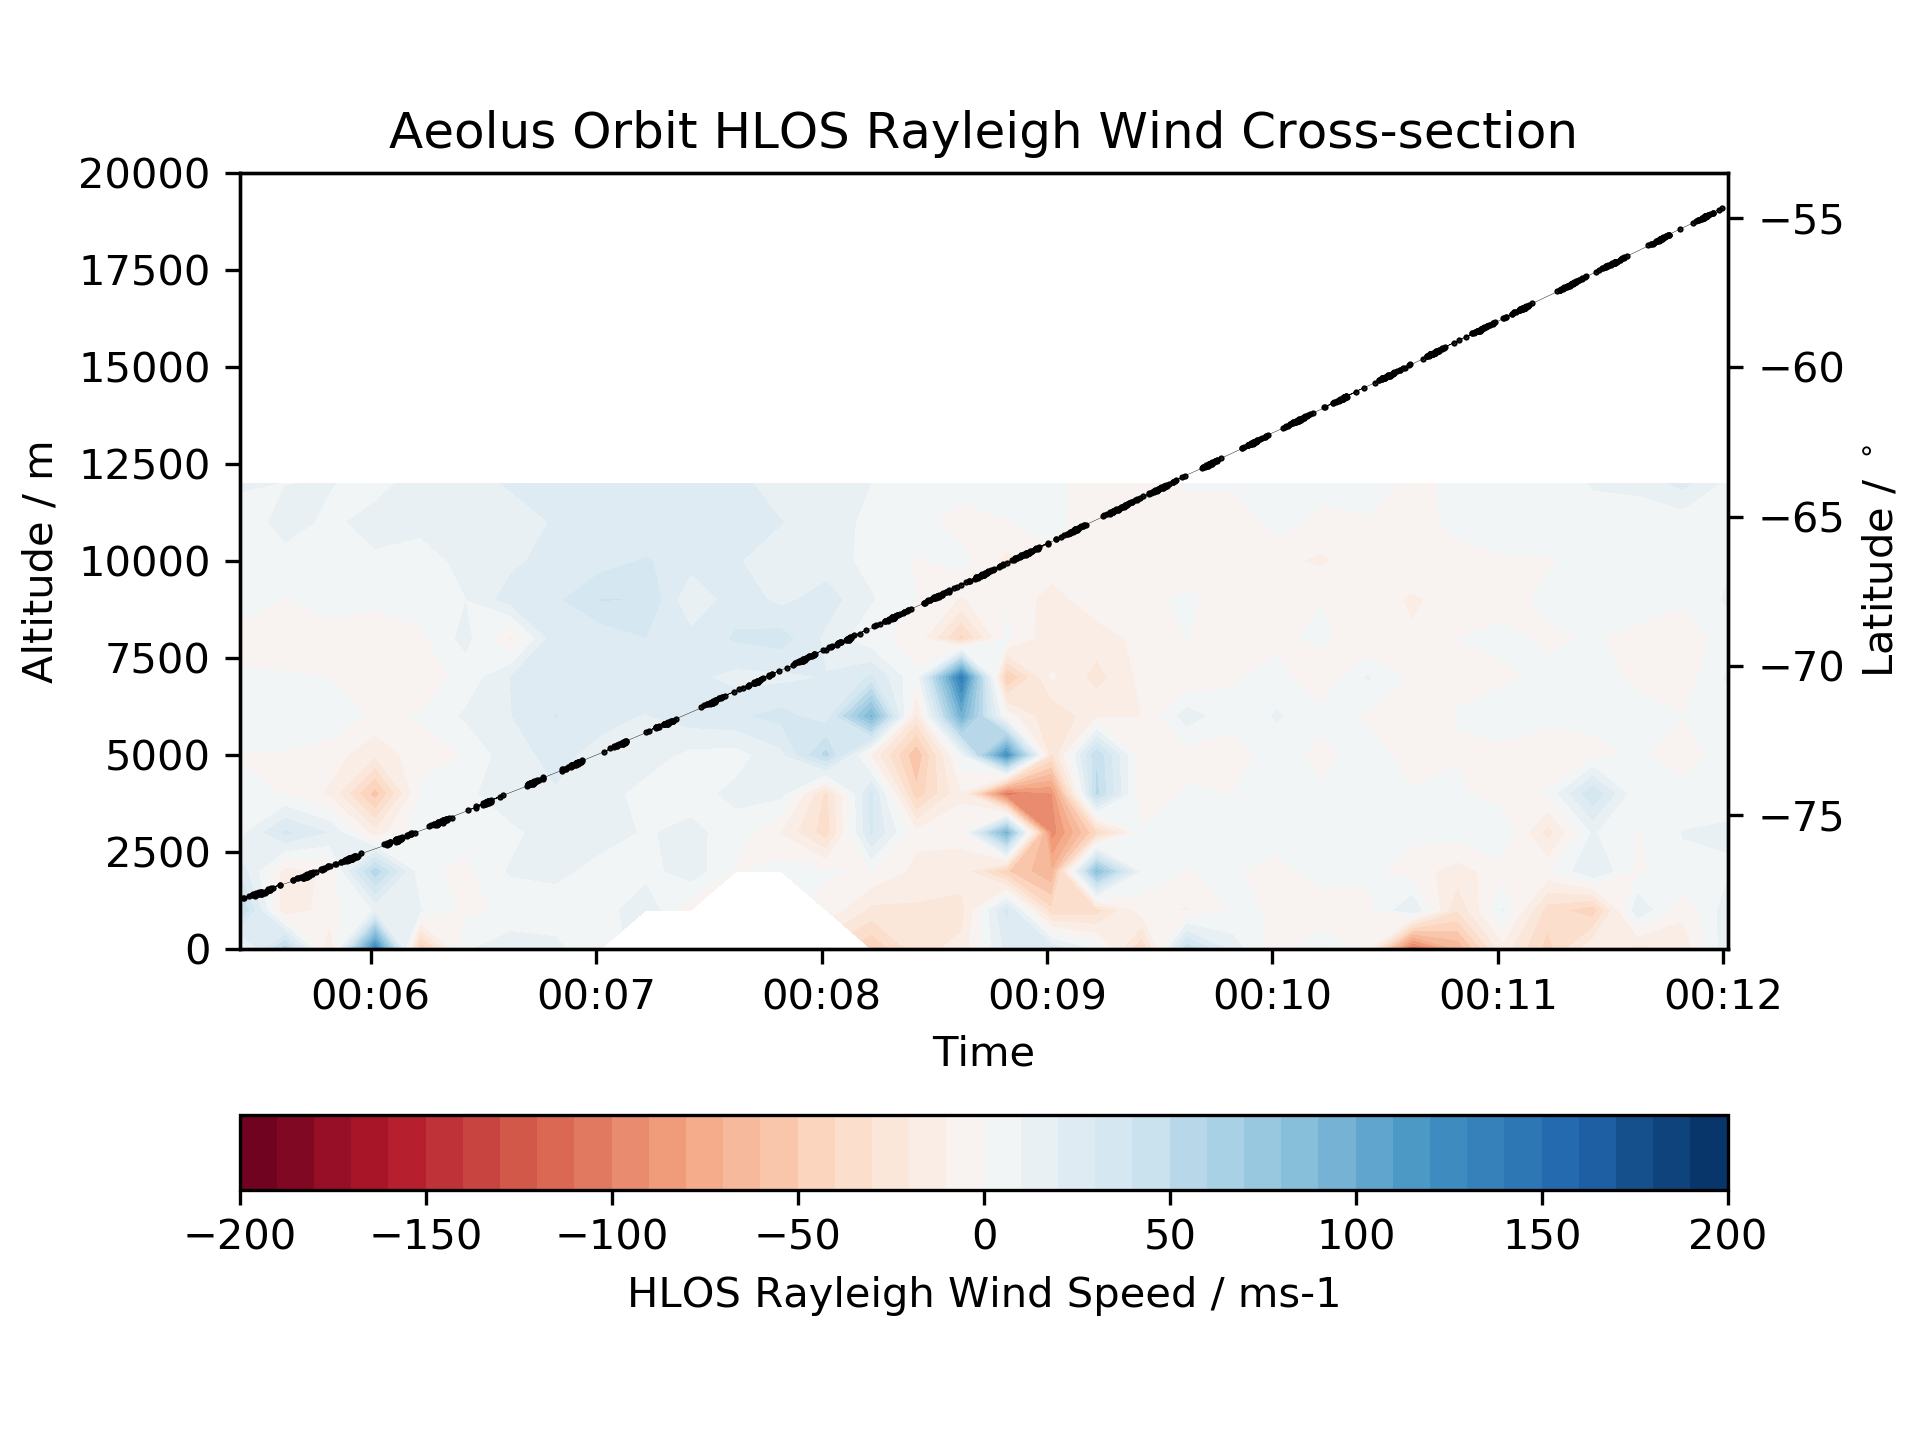 Aeolus Orbit HLOS Rayleigh Wind Cross-section
20000
17500
15000
12500
10000
7500
5000
2500
0
Altitude / m
−55
−60
−65
−70
−75
Latitude / °
00:06 00:07 00:08 00:09 00:10 00:11 00:12
Time
−200 −150 −100 −50 0 50 100 150 200
HLOS Rayleigh Wind Speed / ms-1